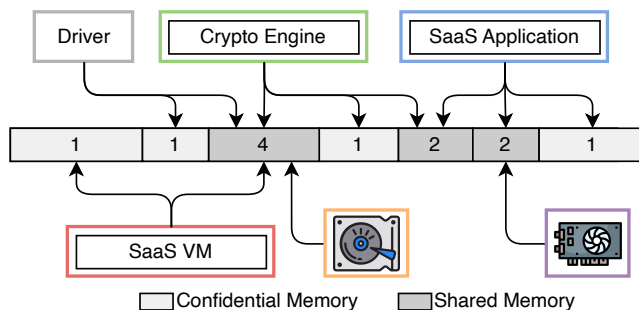 Driver Crypto Engine SaaS Application
1 1 4 1 2 2 1
SaaS VM
Confidential Memory Shared Memory